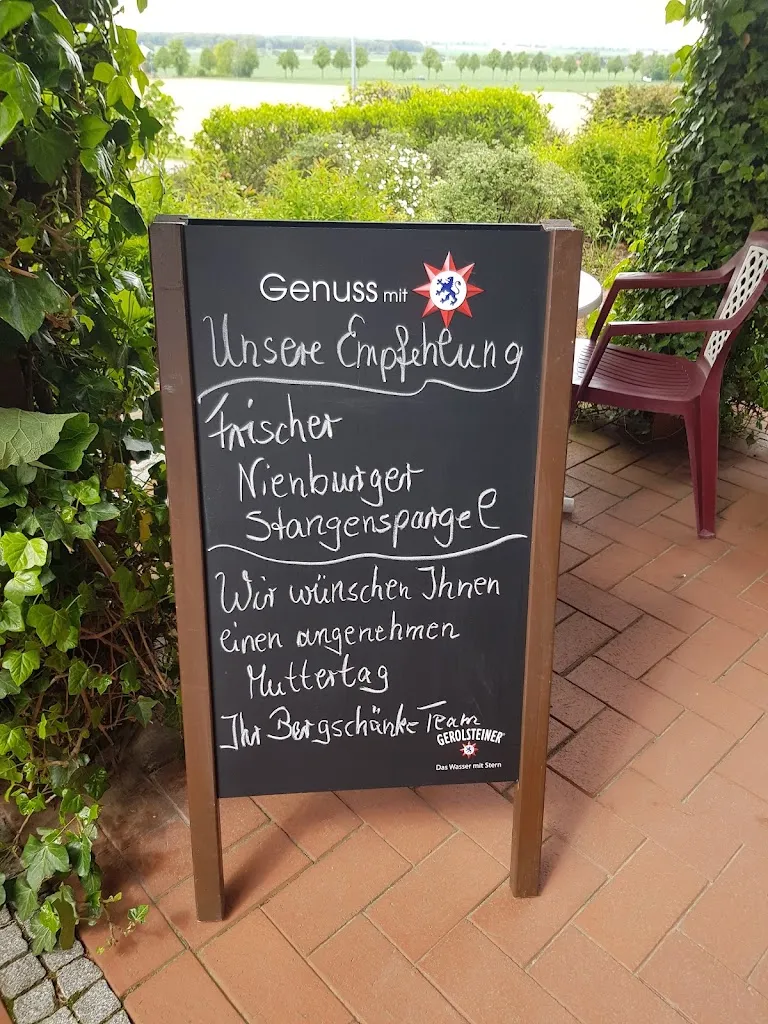 Genuss mit
Unsere Empfehlung
Frischer
Nienburger
Stangenspargel
Wir wünschen Ihnen
einen angenehmen
Muttertag
Ihr Bergschänke Team
GEROLSTEINER
Das Wasser mit Stern